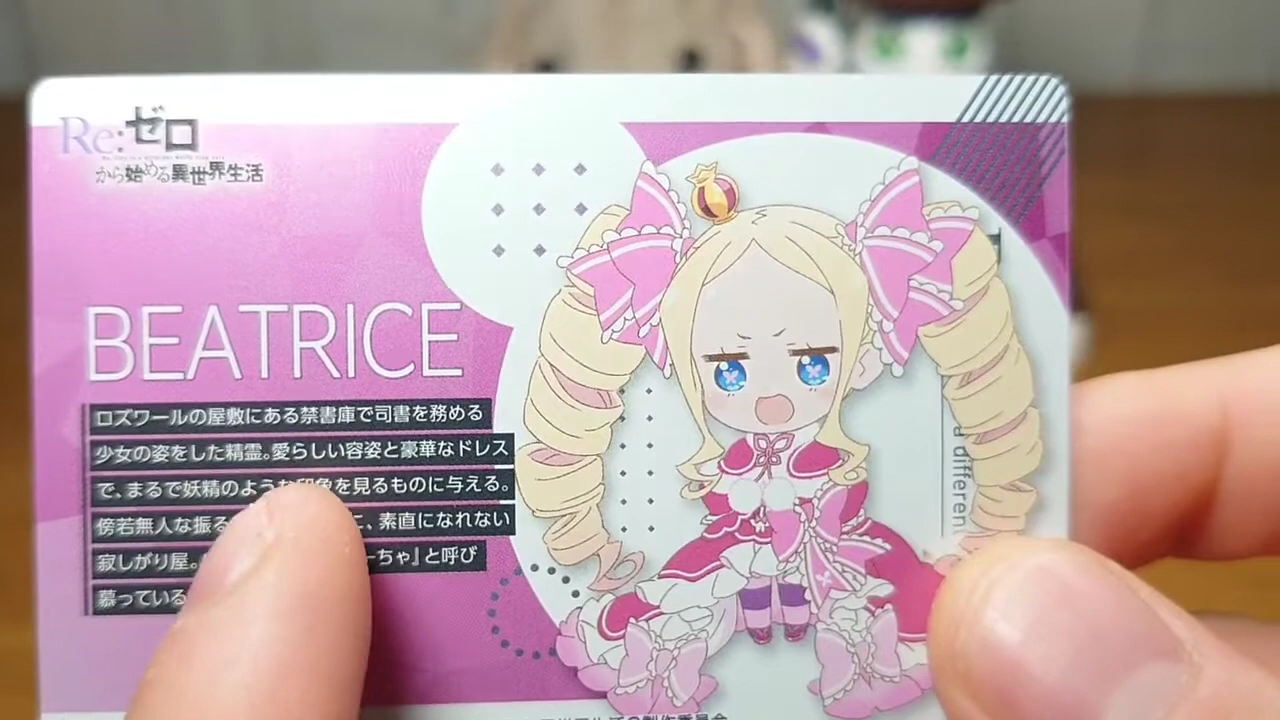 Re:ゼロ
から始める異世界生活
BEATRICE
ロズワールの屋敷にある禁書庫で司書を務める
少女の姿をした精霊。愛らしい容姿と豪華なドレス
で、まるで妖精のような印象を見るものに与える。
傍若無人な振る、素直になれない
寂しがり屋。ーちゃ』と呼び
慕っている
a differen